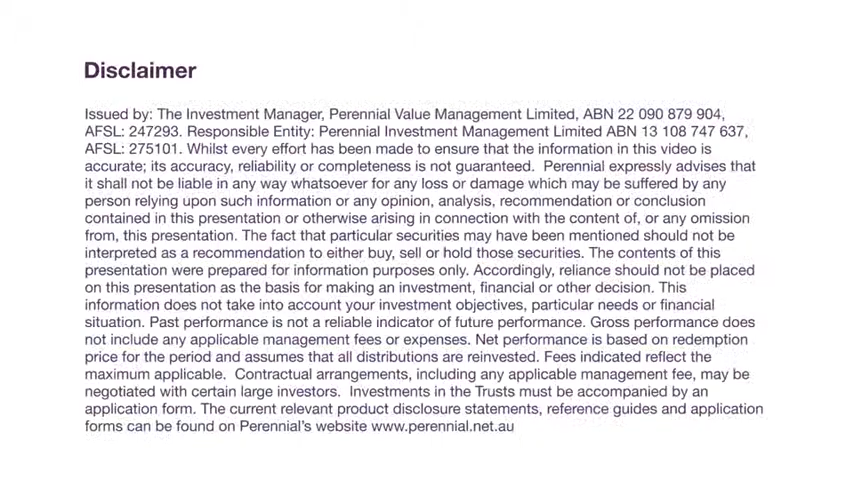 Disclaimer
Issued by: The Investment Manager, Perennial Value Management Limited, ABN 22 090 879 904,
AFSL: 247293. Responsible Entity: Perennial Investment Management Limited ABN 13 108 747 637,
AFSL: 275101. Whilst every effort has been made to ensure that the information in this video is
accurate; its accuracy, reliability or completeness is not guaranteed.  Perennial expressly advises that
it shall not be liable in any way whatsoever for any loss or damage which may be suffered by any
person relying upon such information or any opinion, analysis, recommendation or conclusion
contained in this presentation or otherwise arising in connection with the content of, or any omission
from, this presentation. The fact that particular securities may have been mentioned should not be
interpreted as a recommendation to either buy, sell or hold those securities. The contents of this
presentation were prepared for information purposes only. Accordingly, reliance should not be placed
on this presentation as the basis for making an investment, financial or other decision. This
information does not take into account your investment objectives, particular needs or financial
situation. Past performance is not a reliable indicator of future performance. Gross performance does
not include any applicable management fees or expenses. Net performance is based on redemption
price for the period and assumes that all distributions are reinvested. Fees indicated reflect the
maximum applicable.  Contractual arrangements, including any applicable management fee, may be
negotiated with certain large investors.  Investments in the Trusts must be accompanied by an
application form. The current relevant product disclosure statements, reference guides and application
forms can be found on Perennial's website www.perennial.net.au